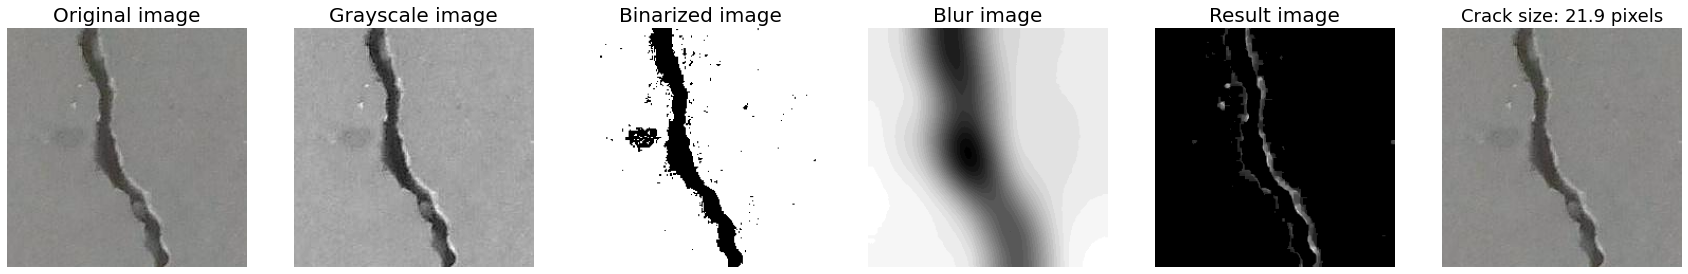 Original image
Grayscale image
Binarized image
Blur image
Result image
Crack size: 21.9 pixels